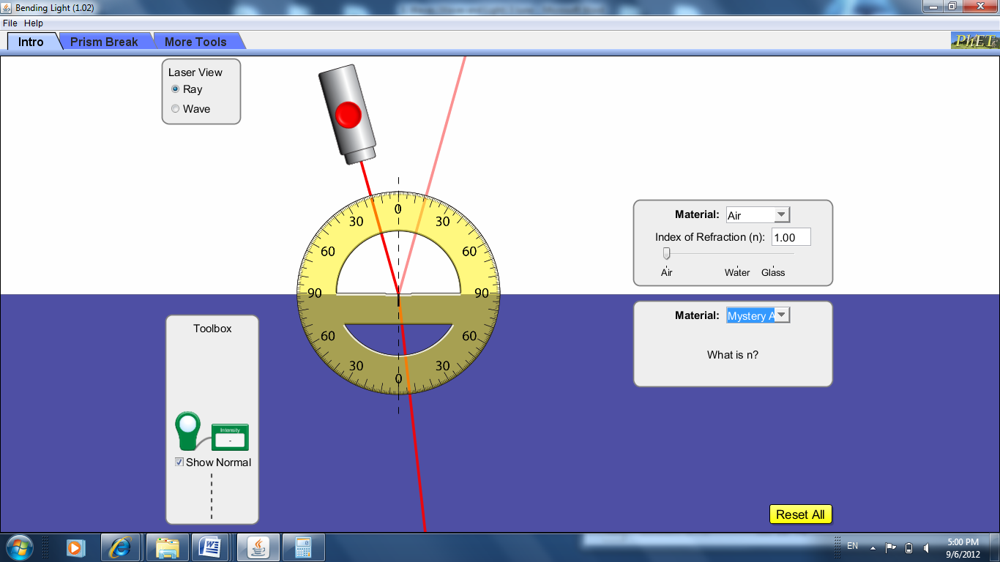 Bending Light (1.02)
File Help
Intro Prism Break More Tools
PhET
Laser View
Ray
Wave
0
30 30
60 60
90 90
60 60
30 30
0
Material: Air
Index of Refraction (n): 1.00
Air Water Glass
Material: Mystery A
What is n?
Toolbox
Intensity
-
Show Normal
Reset All
EN
5:00 PM
9/6/2012